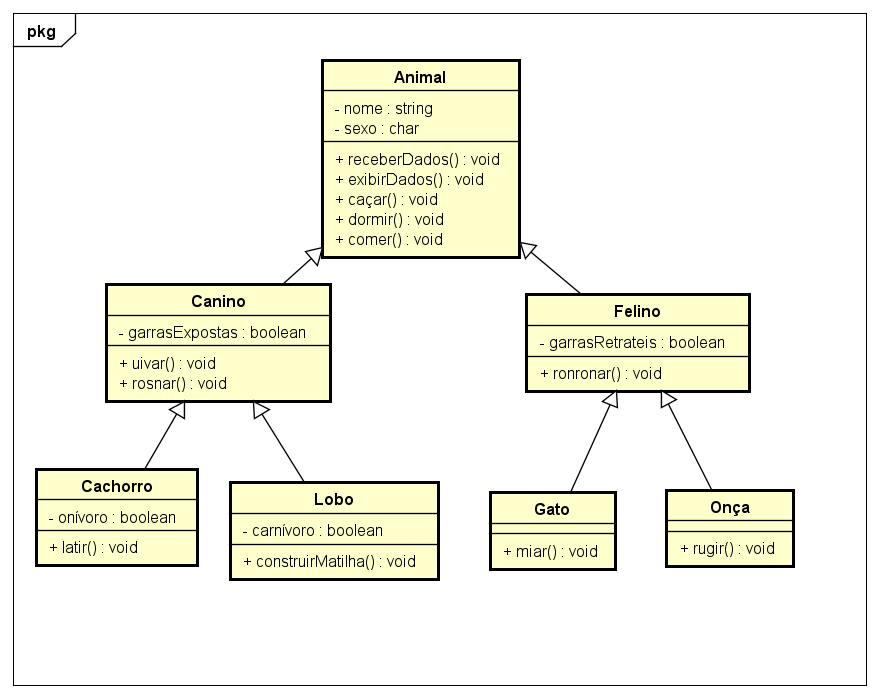 pkg
Animal
- nome : string
- sexo : char
+ receberDados() : void
+ exibirDados() : void
+ caçar() : void
+ dormir() : void
+ comer() : void
Canino
- garrasExpostas : boolean
+ uivar() : void
+ rosnar() : void
Felino
- garrasRetrateis : boolean
+ ronronar() : void
Cachorro
- onívoro : boolean
+ latir() : void
Lobo
- carnívoro : boolean
+ construirMatilha() : void
Gato
+ miar() : void
Onça
+ rugir() : void